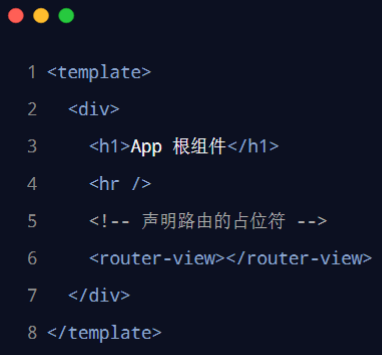 1 <template>
2 <div>
3 <h1>App 根组件</h1>
4 <hr />
5 <!-- 声明路由的占位符 -->
6 <router-view></router-view>
7 </div>
8 </template>